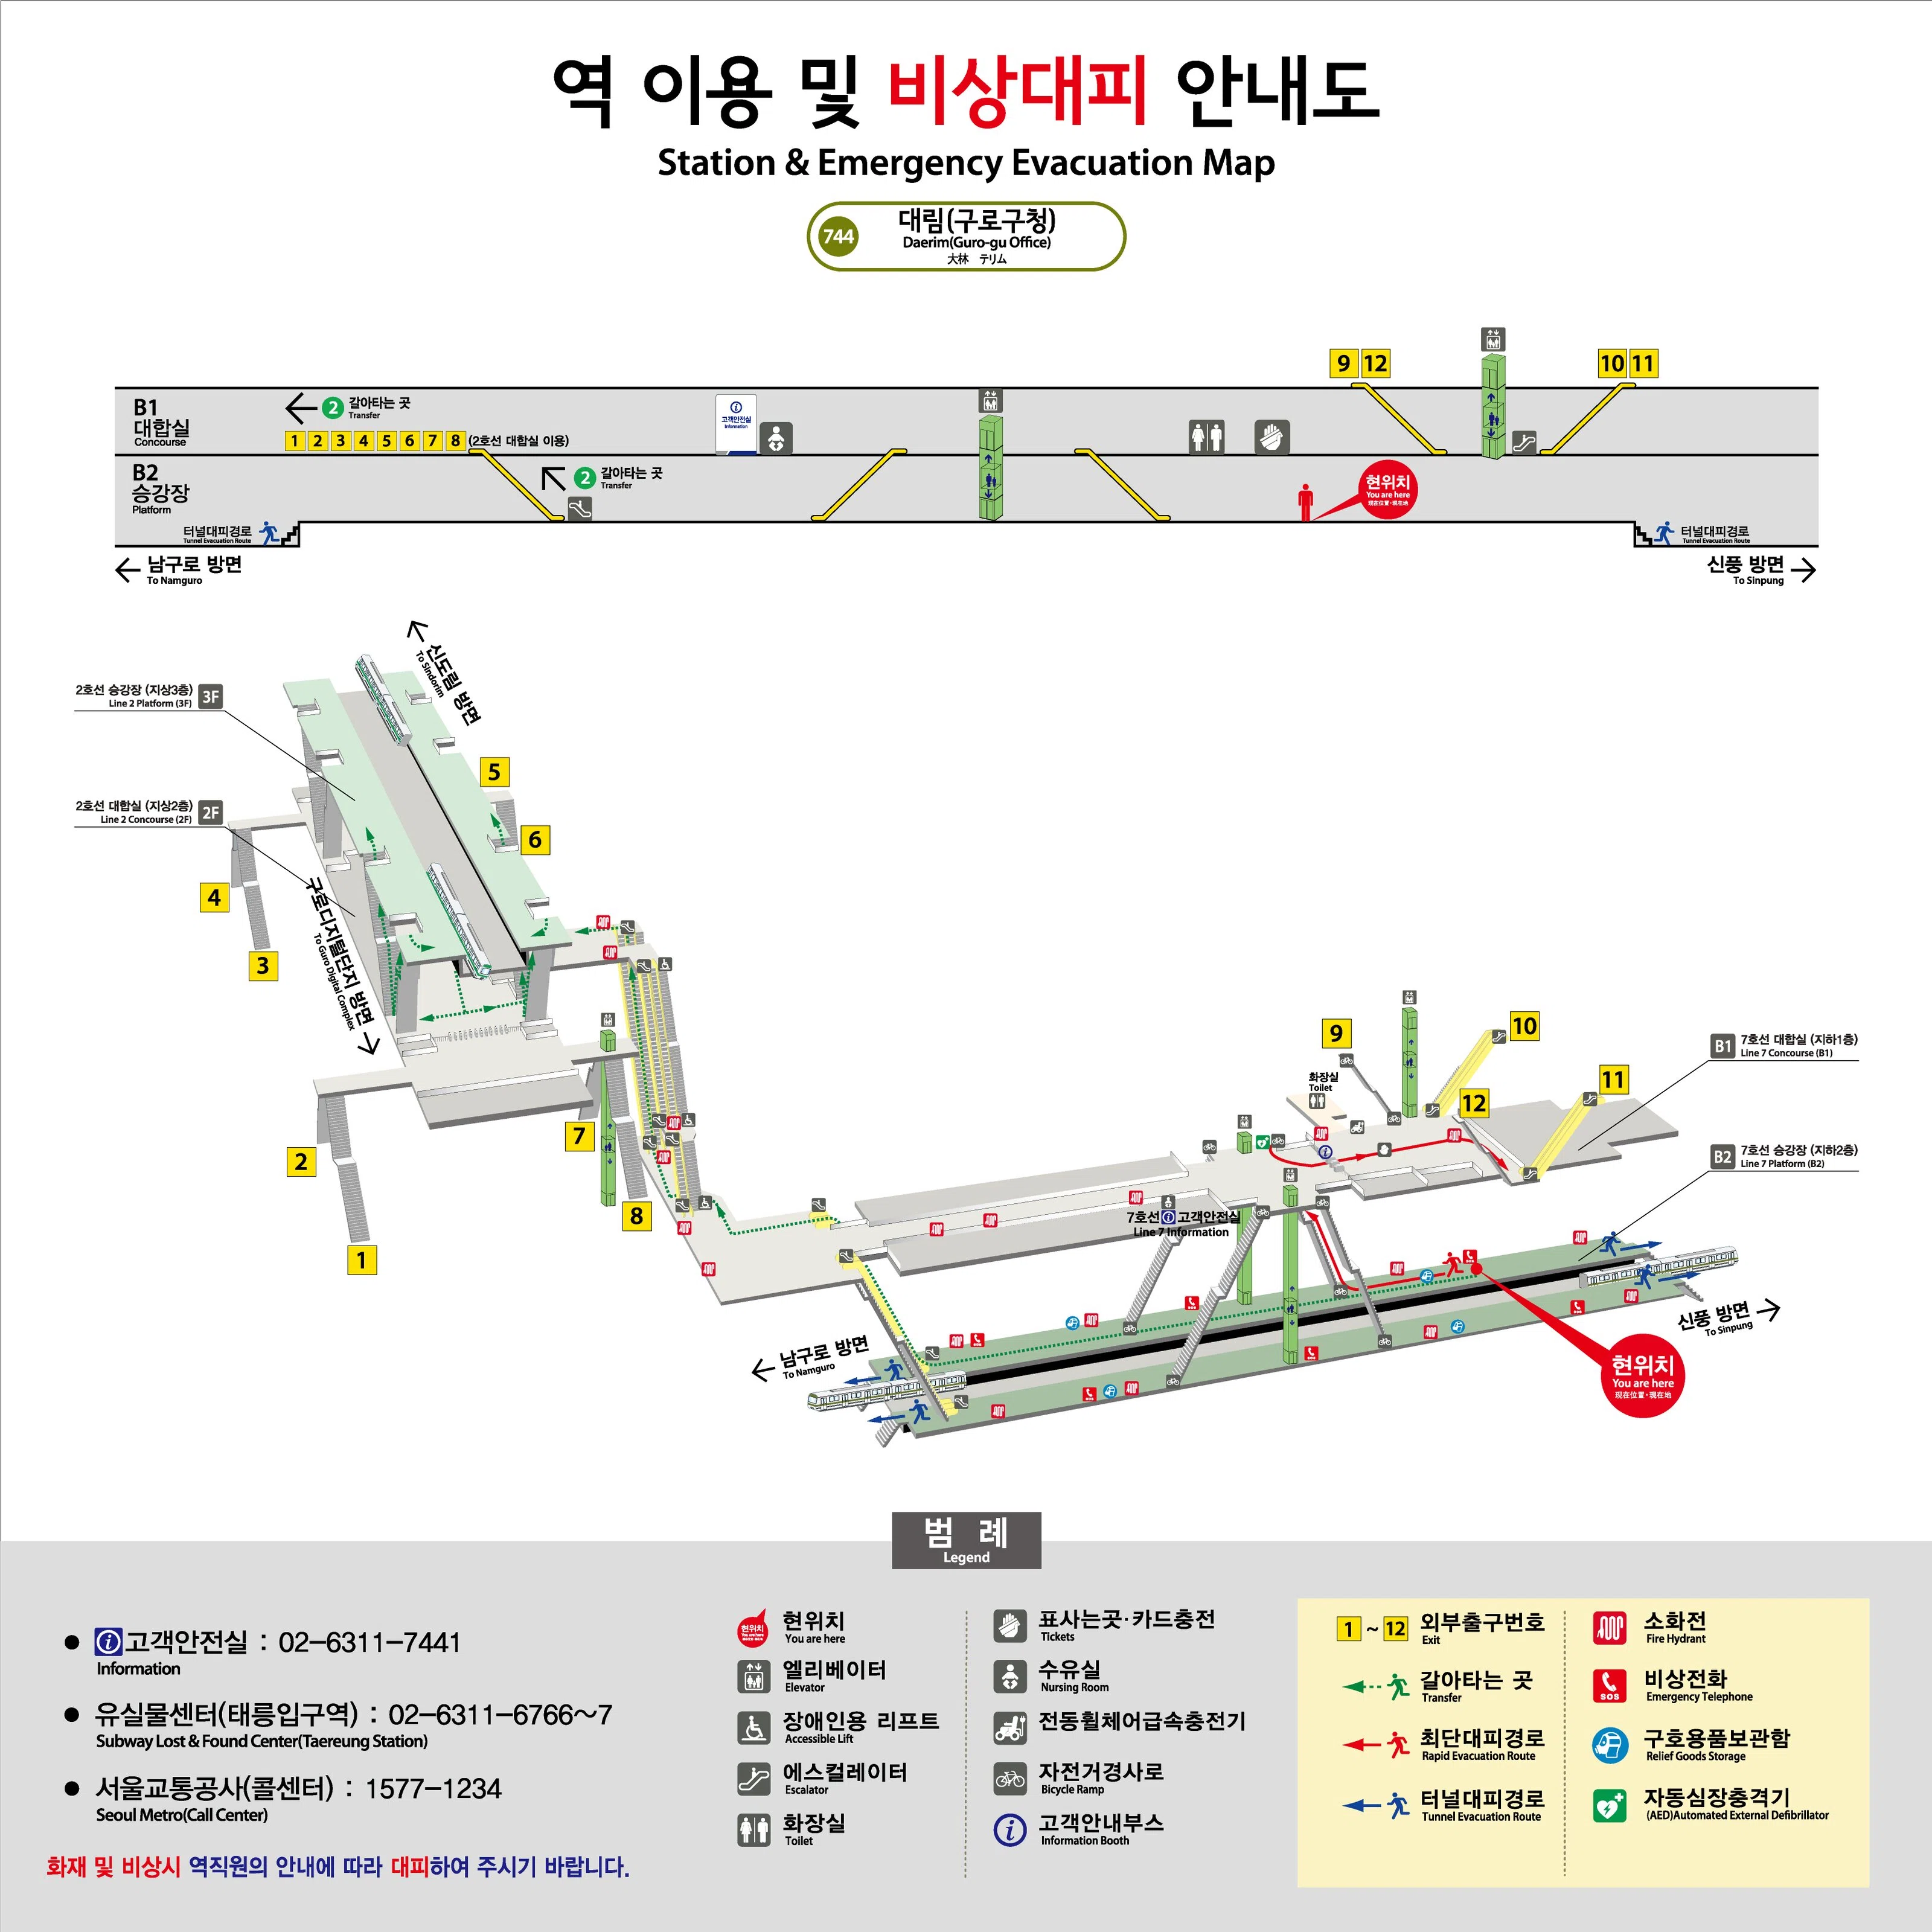 역 이용 및 비상대피 안내도
Station & Emergency Evacuation Map
744
대림(구로구청)
Daerim(Guro-gu Office)
大林 テリム
9 12
10 11
B1
대합실
Concourse
2 갈아타는 곳
Transfer
1 2 3 4 5 6 7 8 (2호선 대합실 이용)
고객안전실
Information
B2
승강장
Platform
2 갈아타는 곳
Transfer
현위치
You are here
現在位置・現在地
터널대피경로
Tunnel Evacuation Route
터널대피경로
Tunnel Evacuation Route
남구로 방면
To Namguro
신풍 방면
To Sinpung
신도림 방면
To Sindorim
2호선 승강장 (지상3층) 3F
Line 2 Platform (3F)
2호선 대합실 (지상2층) 2F
Line 2 Concourse (2F)
5
6
4
3
구로디지털단지 방면
To Guro Digital Complex
2
1
7
8
9
10
화장실
Toilet
12
11
B1 7호선 대합실 (지하1층)
Line 7 Concourse (B1)
B2 7호선 승강장 (지하2층)
Line 7 Platform (B2)
7호선 고객안전실
Line 7 Information
남구로 방면
To Namguro
신풍 방면
To Sinpung
현위치
You are here
現在位置・現在地
범 례
Legend
● 고객안전실 : 02-6311-7441
Information
● 유실물센터(태릉입구역) : 02-6311-6766~7
Subway Lost & Found Center(Taereung Station)
● 서울교통공사(콜센터) : 1577-1234
Seoul Metro(Call Center)
화재 및 비상시 역직원의 안내에 따라 대피하여 주시기 바랍니다.
현위치
You are here
엘리베이터
Elevator
장애인용 리프트
Accessible Lift
에스컬레이터
Escalator
화장실
Toilet
표사는곳·카드충전
Tickets
수유실
Nursing Room
전동휠체어급속충전기
자전거경사로
Bicycle Ramp
고객안내부스
Information Booth
1 ~ 12 외부출구번호
Exit
갈아타는 곳
Transfer
최단대피경로
Rapid Evacuation Route
터널대피경로
Tunnel Evacuation Route
소화전
Fire Hydrant
SOS
비상전화
Emergency Telephone
구호용품보관함
Relief Goods Storage
자동심장충격기
(AED)Automated External Defibrillator